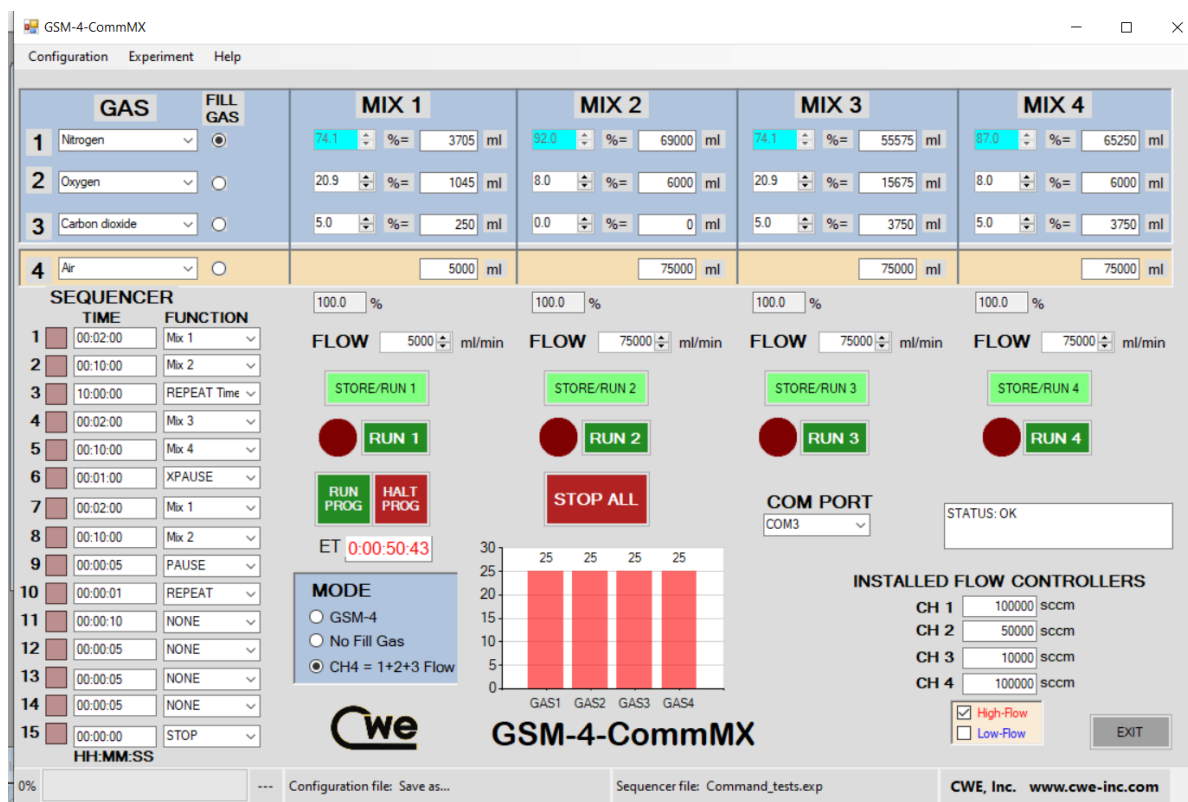 GSM-4-CommMX
Configuration Experiment Help
GAS FILL GAS MIX 1 MIX 2 MIX 3 MIX 4
1 Nitrogen 74.1 %= 3705 ml 92.0 %= 69000 ml 74.1 %= 55575 ml 87.0 %= 65250 ml
2 Oxygen 20.9 %= 1045 ml 8.0 %= 6000 ml 20.9 %= 15675 ml 8.0 %= 6000 ml
3 Carbon dioxide 5.0 %= 250 ml 0.0 %= 0 ml 5.0 %= 3750 ml 5.0 %= 3750 ml
4 Air 5000 ml 75000 ml 75000 ml 75000 ml
100.0 % 100.0 % 100.0 % 100.0 %
FLOW 5000 ml/min FLOW 75000 ml/min FLOW 75000 ml/min FLOW 75000 ml/min
STORE/RUN 1 STORE/RUN 2 STORE/RUN 3 STORE/RUN 4
RUN 1 RUN 2 RUN 3 RUN 4
SEQUENCER
TIME FUNCTION
1 00:02:00 Mix 1
2 00:10:00 Mix 2
3 10:00:00 REPEAT Time
4 00:02:00 Mix 3
5 00:10:00 Mix 4
6 00:01:00 XPAUSE
7 00:02:00 Mix 1
8 00:10:00 Mix 2
9 00:00:05 PAUSE
10 00:00:01 REPEAT
11 00:00:10 NONE
12 00:00:05 NONE
13 00:00:05 NONE
14 00:00:05 NONE
15 00:00:00 STOP
HH:MM:SS
RUN PROG HALT PROG STOP ALL
ET 0:00:50:43
MODE
GSM-4
No Fill Gas
CH4 = 1+2+3 Flow
Cwe
30
25
20
15
10
5
0
25 25 25 25
GAS1 GAS2 GAS3 GAS4
GSM-4-CommMX
COM PORT
COM3
STATUS: OK
INSTALLED FLOW CONTROLLERS
CH 1 100000 sccm
CH 2 50000 sccm
CH 3 10000 sccm
CH 4 100000 sccm
High-Flow
Low-Flow
EXIT
0% --- Configuration file: Save as... Sequencer file: Command_tests.exp CWE, Inc. www.cwe-inc.com